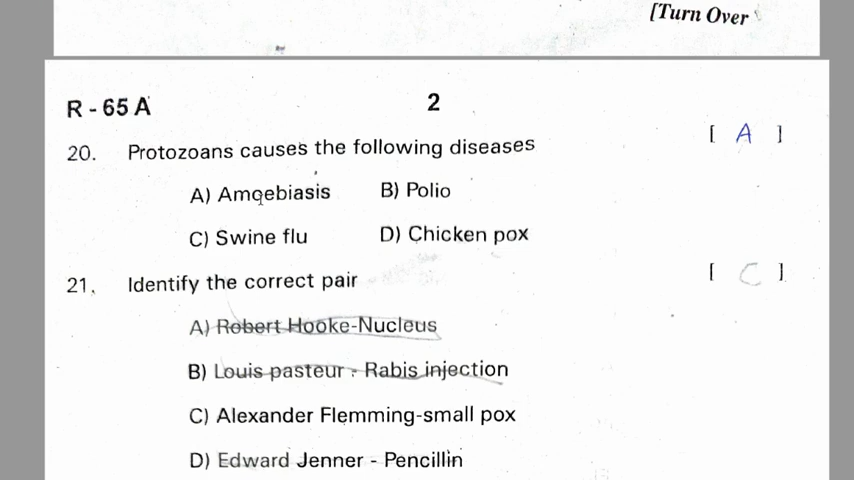 [Turn Over
R - 65 A
2
20. Protozoans causes the following diseases [ A ]
A) Amoebiasis B) Polio
C) Swine flu D) Chicken pox
21. Identify the correct pair [ C ]
A) Robert Hooke-Nucleus
B) Louis pasteur - Rabis injection
C) Alexander Flemming-small pox
D) Edward Jenner - Pencillin